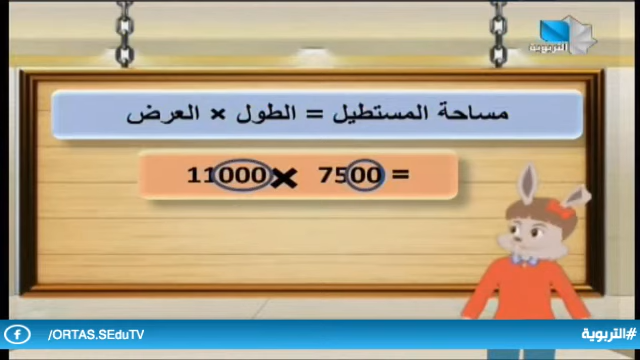 التربوية
مساحة المستطيل = الطول × العرض
11000 × 7500 =
/ORTAS.SEduTV
#التربوية